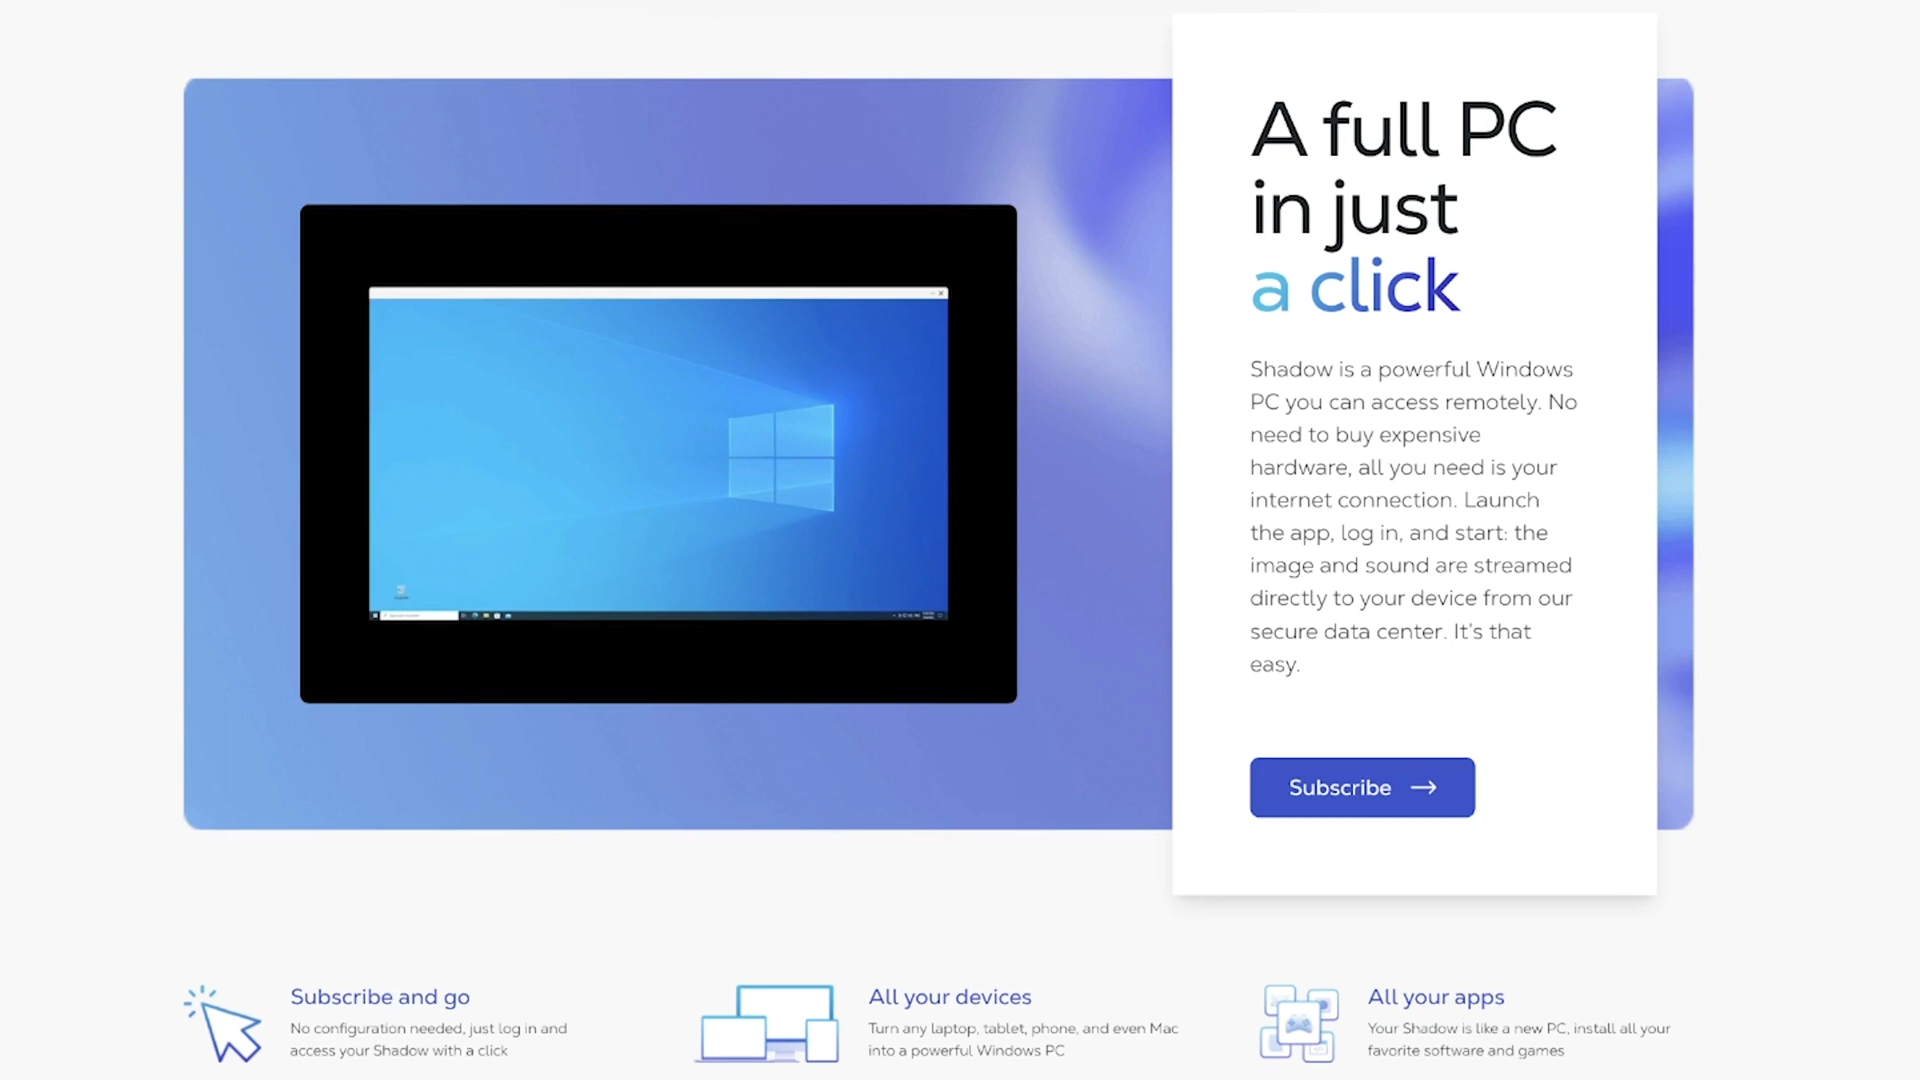 A full PC
in just
a click
Shadow is a powerful Windows
PC you can access remotely. No
need to buy expensive
hardware, all you need is your
internet connection. Launch
the app, log in, and start: the
image and sound are streamed
directly to your device from our
secure data center. It's that
easy.
Subscribe →
Subscribe and go
No configuration needed, just log in and
access your Shadow with a click
All your devices
Turn any laptop, tablet, phone, and even Mac
into a powerful Windows PC
All your apps
Your Shadow is like a new PC, install all your
favorite software and games